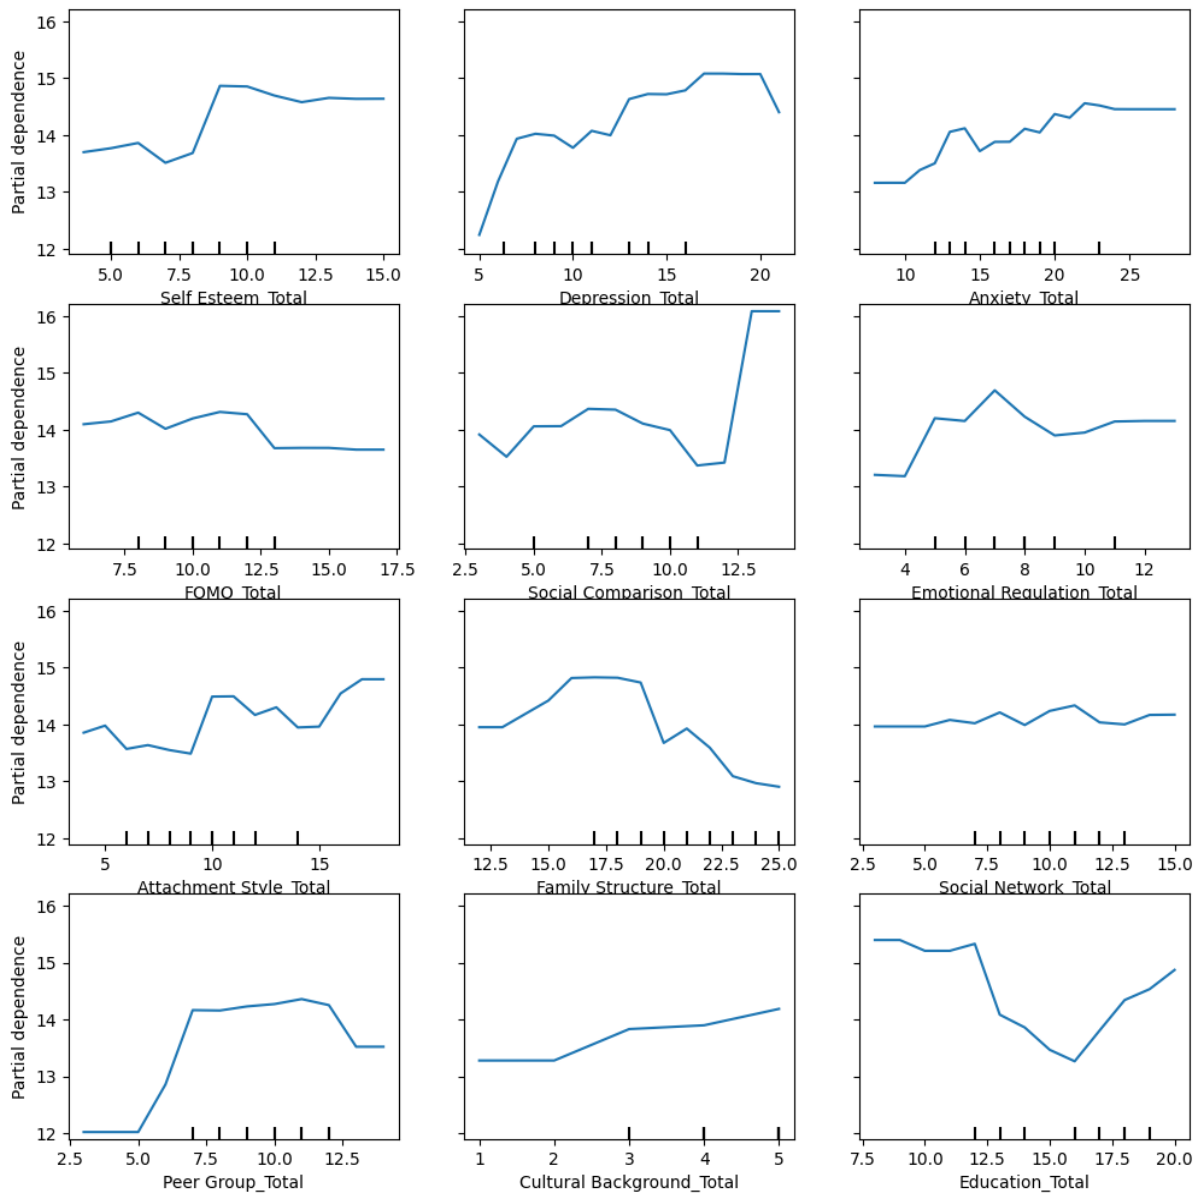 16
15
14
13
12
Partial dependence
5.0 7.5 10.0 12.5 15.0
Self Esteem_Total
5 10 15 20
Depression_Total
10 15 20 25
Anxiety_Total
16
15
14
13
12
Partial dependence
7.5 10.0 12.5 15.0 17.5
FOMO_Total
2.5 5.0 7.5 10.0 12.5
Social Comparison_Total
4 6 8 10 12
Emotional Regulation_Total
16
15
14
13
12
Partial dependence
5 10 15
Attachment Style_Total
12.5 15.0 17.5 20.0 22.5 25.0
Family Structure_Total
2.5 5.0 7.5 10.0 12.5 15.0
Social Network_Total
16
15
14
13
12
Partial dependence
2.5 5.0 7.5 10.0 12.5
Peer Group_Total
1 2 3 4 5
Cultural Background_Total
7.5 10.0 12.5 15.0 17.5 20.0
Education_Total